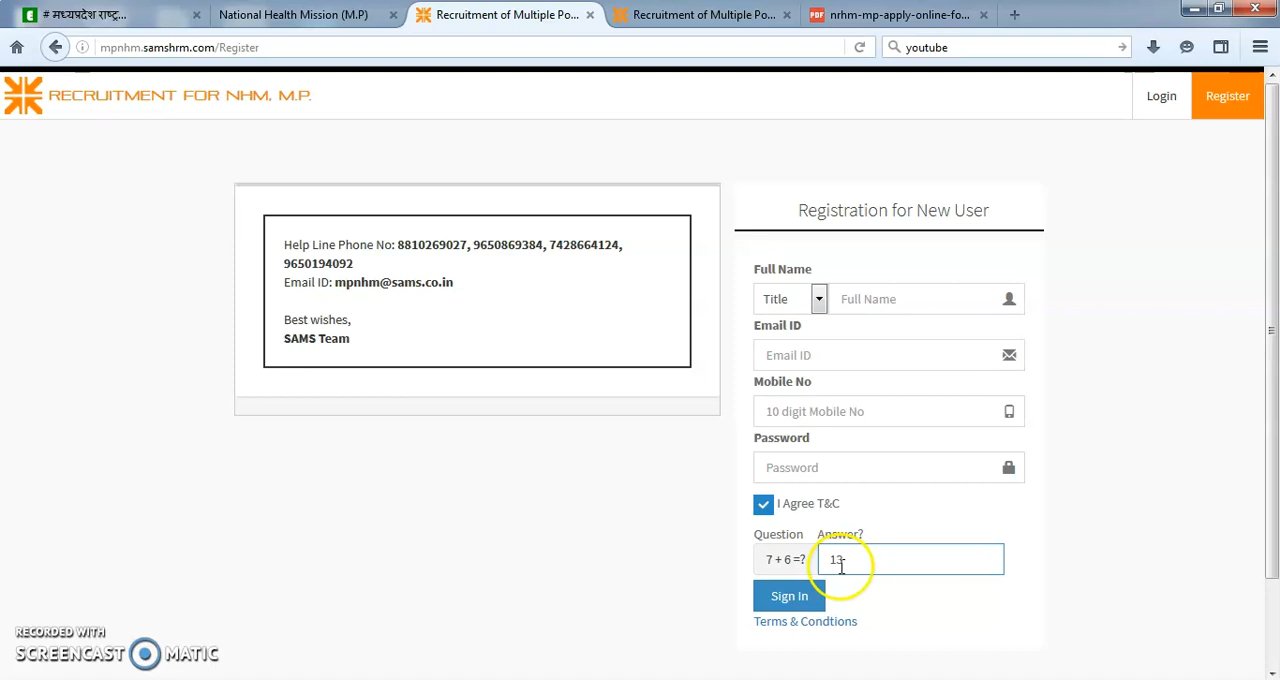 # मध्यप्रदेश राष्ट्र...
National Health Mission (M.P)
Recruitment of Multiple Po...
Recruitment of Multiple Po...
PDF
nrhm-mp-apply-online-fo...
mpnhm.samshrm.com/Register
youtube
RECRUITMENT FOR NHM, M.P.
Login
Register
Help Line Phone No: 8810269027, 9650869384, 7428664124,
9650194092
Email ID: mpnhm@sams.co.in
Best wishes,
SAMS Team
Registration for New User
Full Name
Title
Full Name
Email ID
Email ID
Mobile No
10 digit Mobile No
Password
Password
I Agree T&C
Question
Answer?
7 + 6 =?
13
Sign In
Terms & Condtions
RECORDED WITH
SCREENCAST MATIC